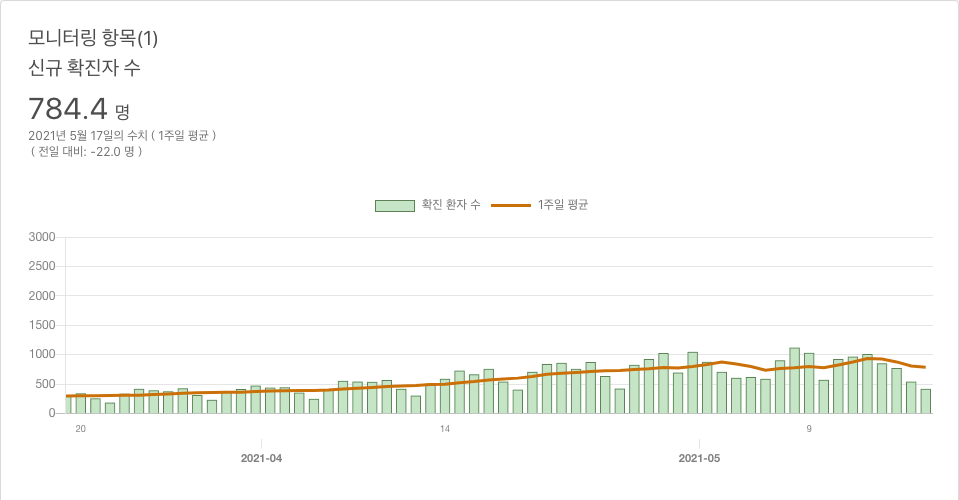 모니터링 항목(1)
신규 확진자 수
784.4 명
2021년 5월 17일의 수치 ( 1주일 평균 )
( 전일 대비: -22.0 명 )
확진 환자 수
1주일 평균
3000
2500
2000
1500
1000
500
0
20
14
9
2021-04
2021-05